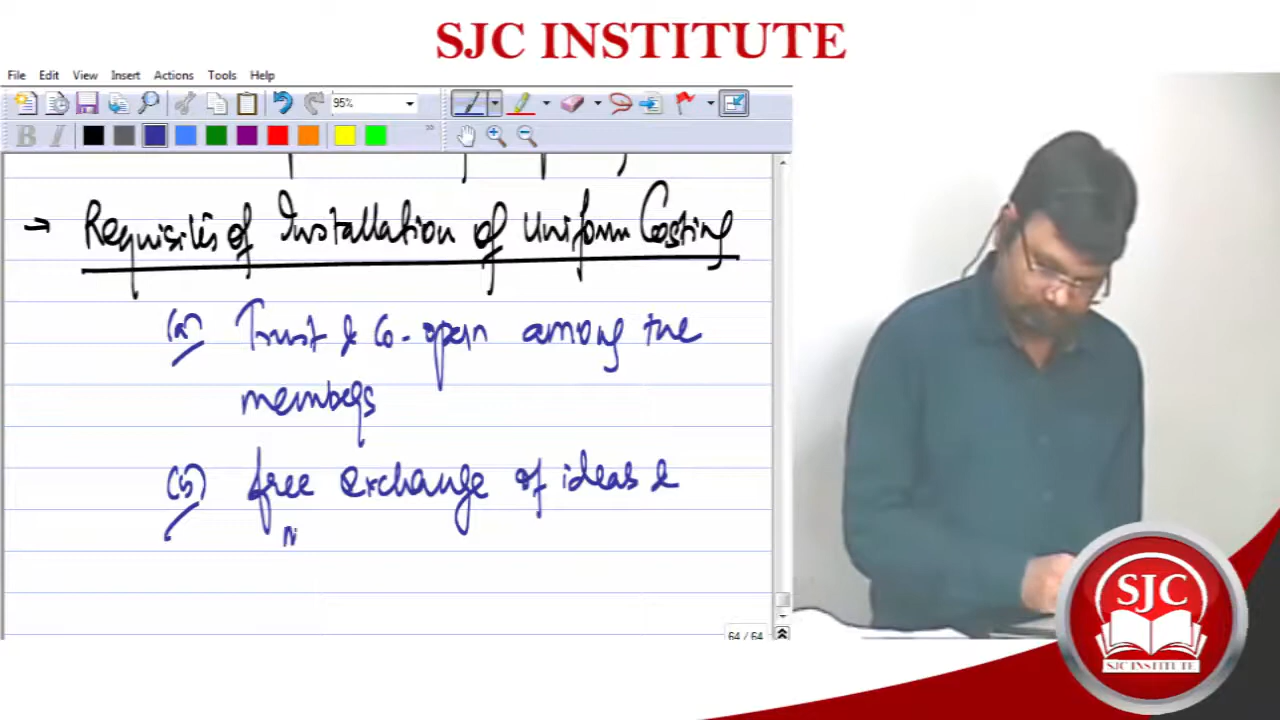 SJC INSTITUTE
File Edit View Insert Actions Tools Help
95%
B I
→ Requisites of Installation of Uniform Costing
(a) Trust & Co-opern among the
members
(b) free exchange of ideas &
64 / 64
SJC
SJC INSTITUTE